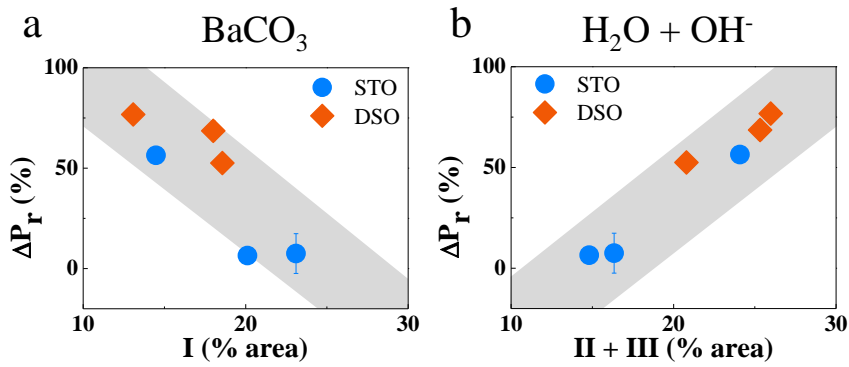 a
BaCO₃
ΔPr (%)
100
50
0
STO
DSO
10
20
30
I (% area)
b
H₂O + OH⁻
ΔPr (%)
100
50
0
STO
DSO
10
20
30
II + III (% area)